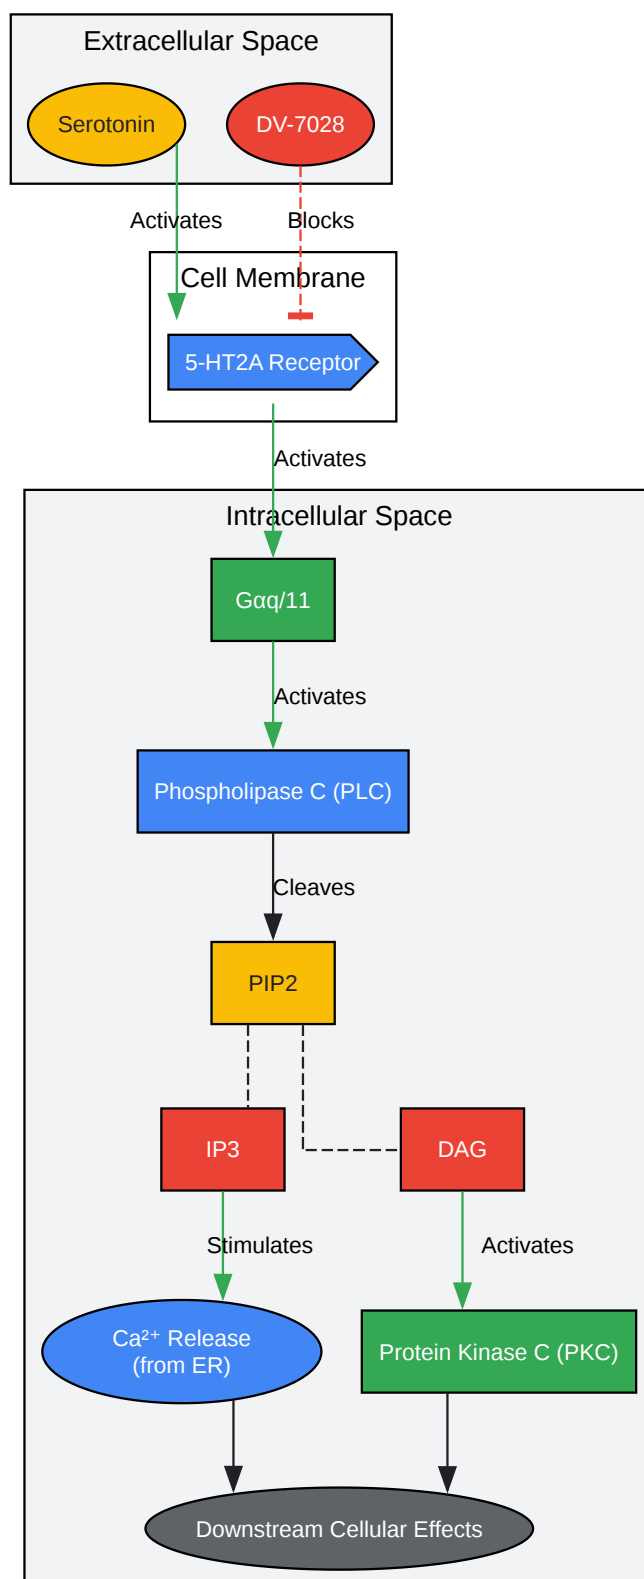 Extracellular Space
Serotonin
DV-7028
Activates
Blocks
Cell Membrane
5-HT2A Receptor
Activates
Intracellular Space
Gαq/11
Activates
Phospholipase C (PLC)
Cleaves
PIP2
IP3
DAG
Stimulates
Activates
Ca²⁺ Release
(from ER)
Protein Kinase C (PKC)
Downstream Cellular Effects